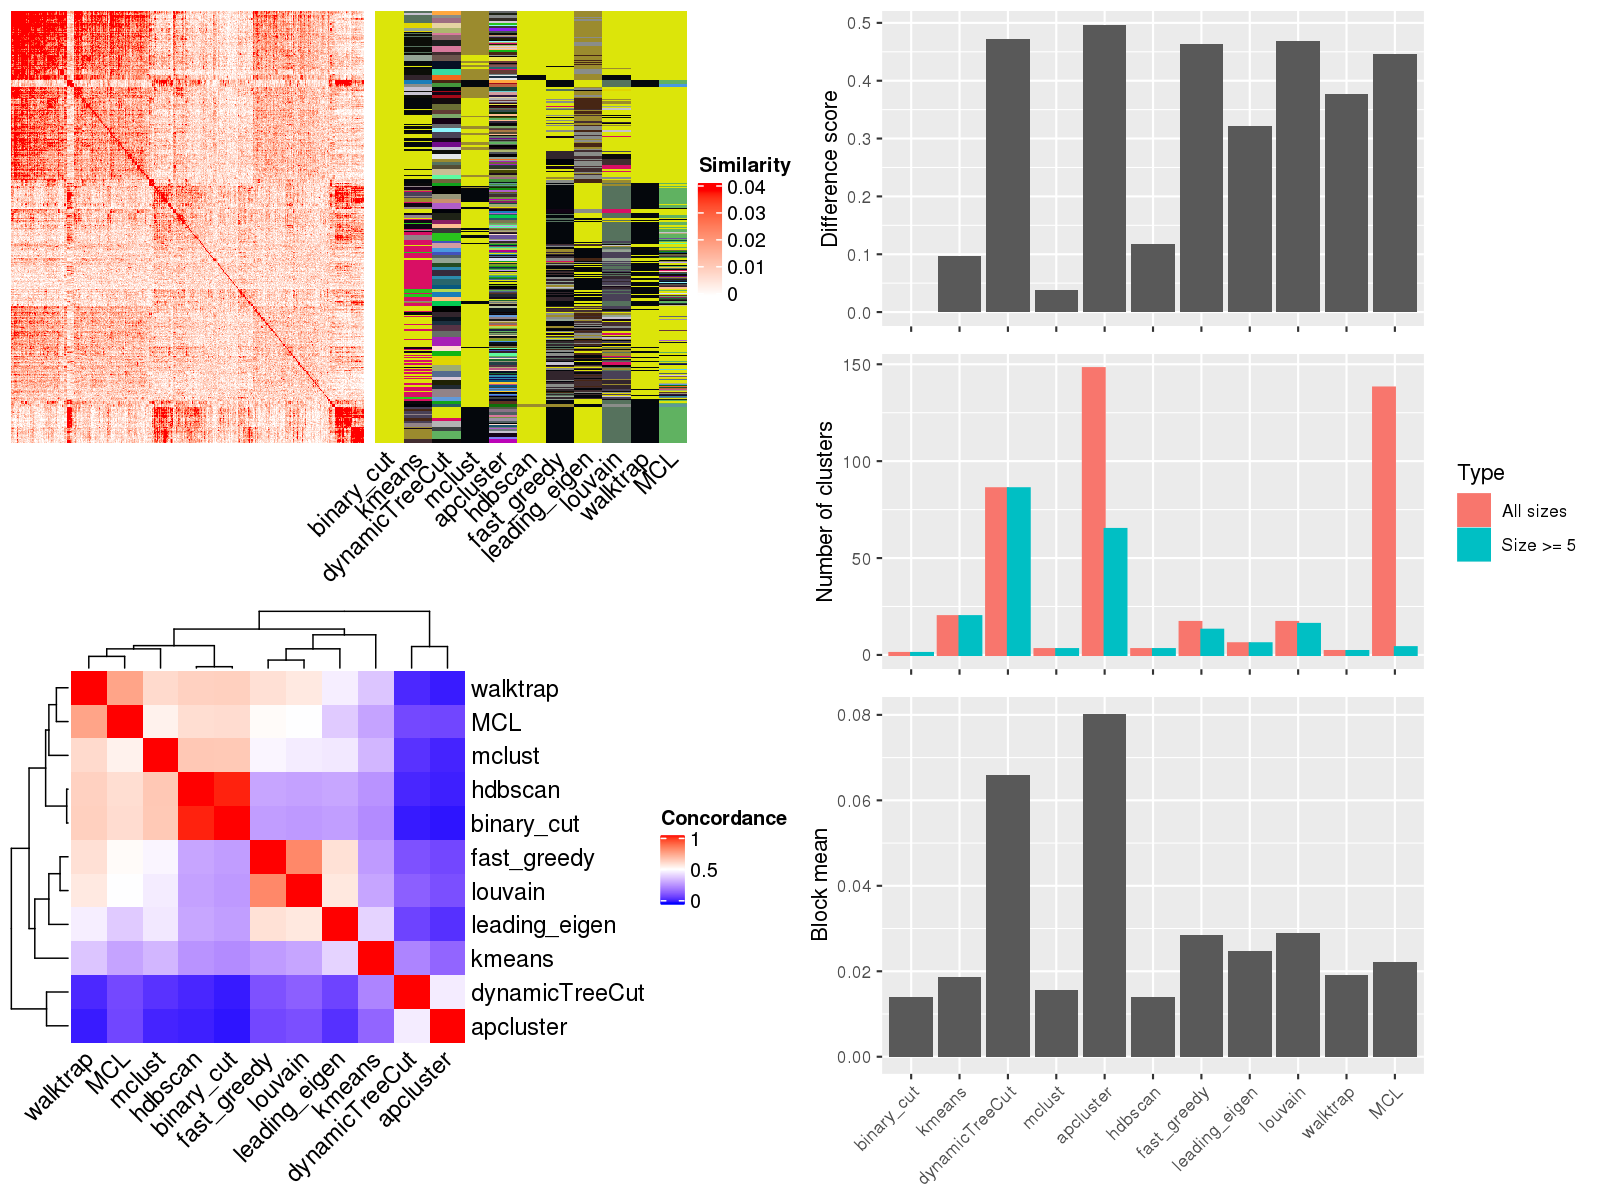 Similarity
0.04
0.03
0.02
0.01
0
binary_cut
kmeans
dynamicTreeCut
mclust
apcluster
hdbscan
fast_greedy
leading_eigen
louvain
walktrap
MCL
walktrap
MCL
mclust
hdbscan
binary_cut
fast_greedy
louvain
leading_eigen
kmeans
dynamicTreeCut
apcluster
Concordance
1
0.5
0
walktrap
MCL
mclust
hdbscan
binary_cut
fast_greedy
louvain
leading_eigen
kmeans
dynamicTreeCut
apcluster
Difference score
0.5
0.4
0.3
0.2
0.1
0.0
Number of clusters
150
100
50
0
Type
All sizes
Size >= 5
Block mean
0.08
0.06
0.04
0.02
0.00
binary_cut
kmeans
dynamicTreeCut
mclust
apcluster
hdbscan
fast_greedy
leading_eigen
louvain
walktrap
MCL